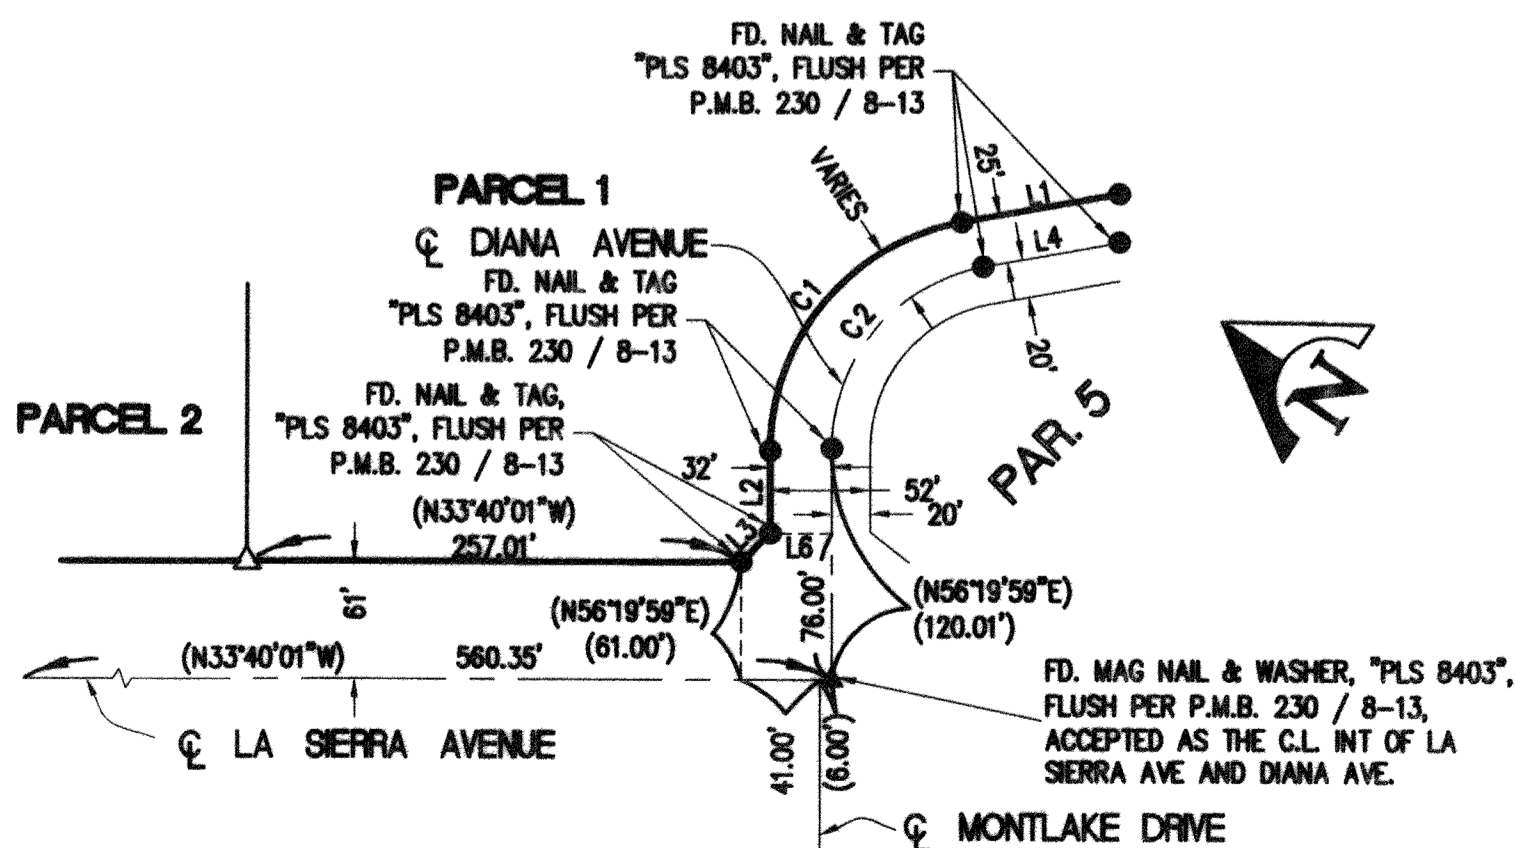 FD. NAIL & TAG
"PLS 8403", FLUSH PER
P.M.B. 230 / 8-13
25'
VARIES
L1
PARCEL 1
L4
℄ DIANA AVENUE
FD. NAIL & TAG
"PLS 8403", FLUSH PER
P.M.B. 230 / 8-13
C1
C2
20'
N
FD. NAIL & TAG,
"PLS 8403", FLUSH PER
P.M.B. 230 / 8-13
PARCEL 2
PAR. 5
32'
L2
52'
20'
(N33°40'01"W)
257.01'
L3
L6
61'
(N56°19'59"E)
(61.00')
76.00'
(N56°19'59"E)
(120.01')
(N33°40'01"W)
560.35'
℄ LA SIERRA AVENUE
41.00'
(6.00')
FD. MAG NAIL & WASHER, "PLS 8403",
FLUSH PER P.M.B. 230 / 8-13,
ACCEPTED AS THE C.L. INT OF LA
SIERRA AVE AND DIANA AVE.
℄ MONTLAKE DRIVE